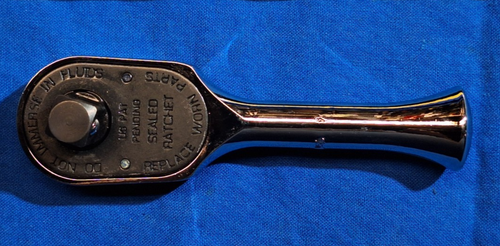 DO NOT IMMERSE IN FLUIDS
REPLACE WORN PARTS
US PAT
PENDING
SEALED
RATCHET